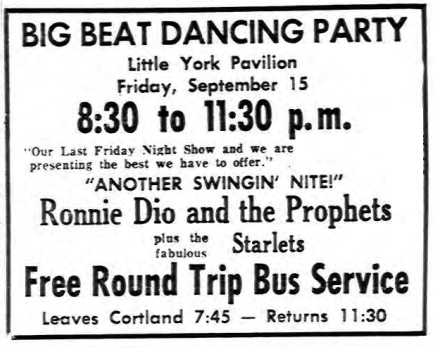 BIG BEAT DANCING PARTY
Little York Pavilion
Friday, September 15
8:30 to 11:30 p.m.
"Our Last Friday Night Show and we are
presenting the best we have to offer."
"ANOTHER SWINGIN' NITE!"
Ronnie Dio and the Prophets
plus the fabulous Starlets
Free Round Trip Bus Service
Leaves Cortland 7:45 — Returns 11:30